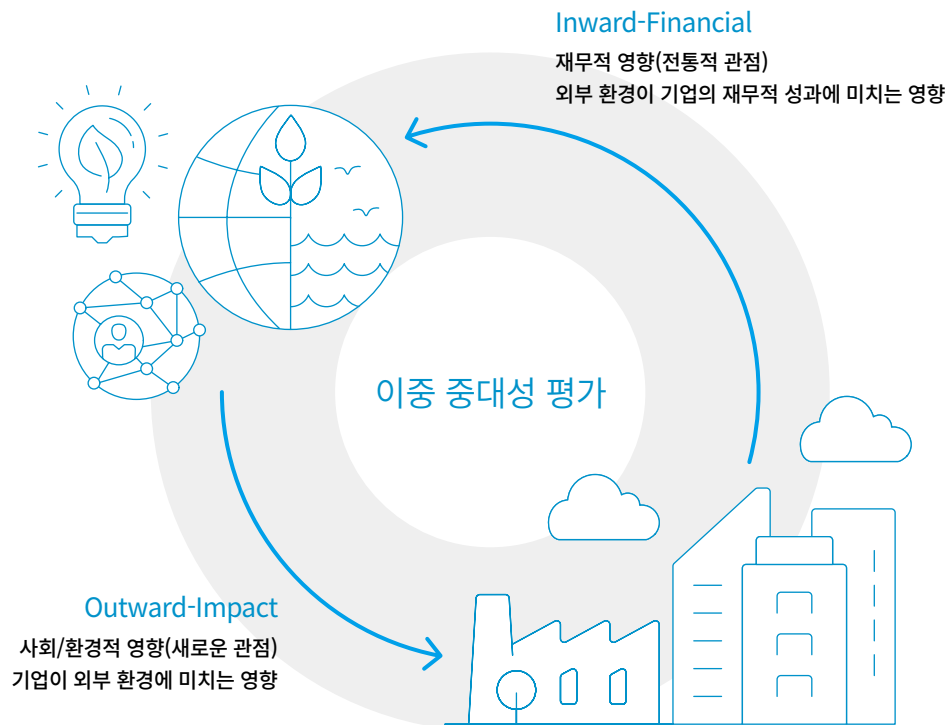 Inward-Financial
재무적 영향(전통적 관점)
외부 환경이 기업의 재무적 성과에 미치는 영향
이중 중대성 평가
Outward-Impact
사회/환경적 영향(새로운 관점)
기업이 외부 환경에 미치는 영향